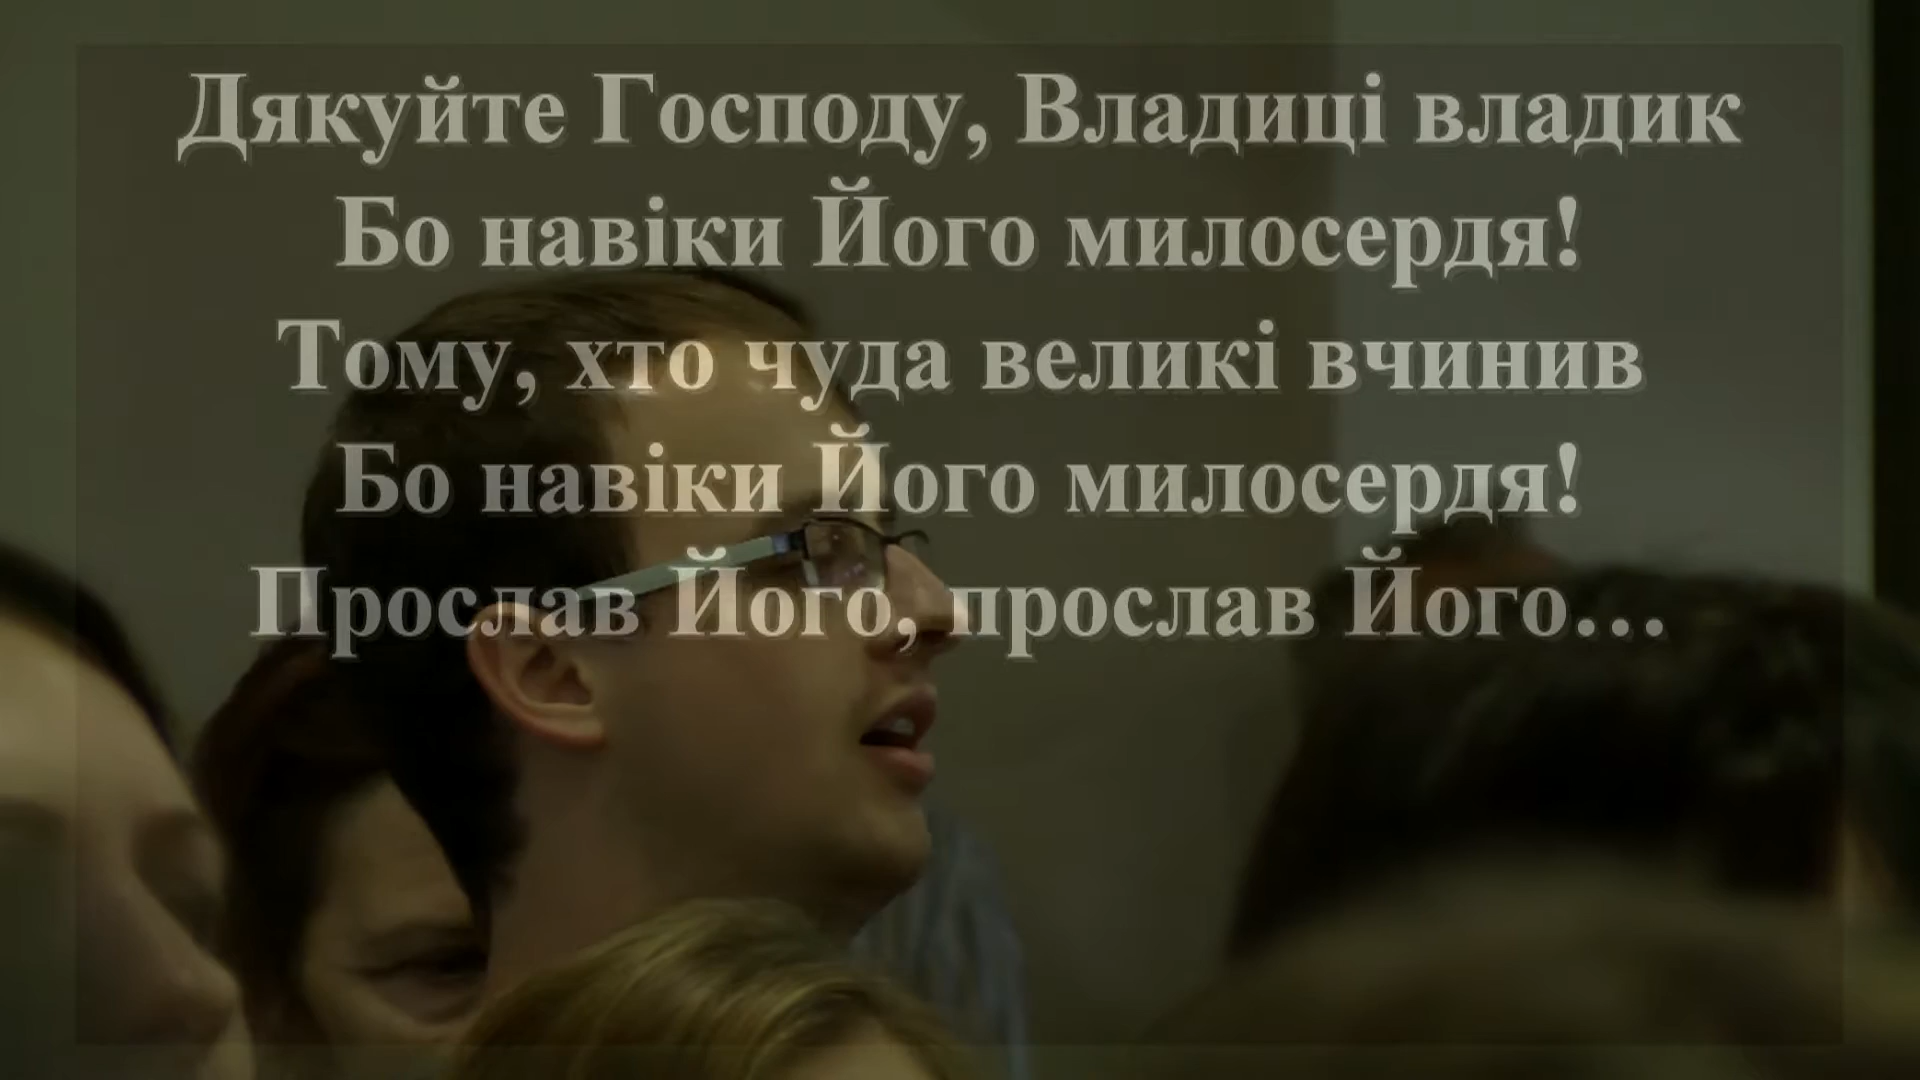 Дякуйте Господу, Владиці владик
Бо навіки Його милосердя!
Тому, хто чуда великі вчинив
Бо навіки Його милосердя!
Прослав Його, прослав Його…